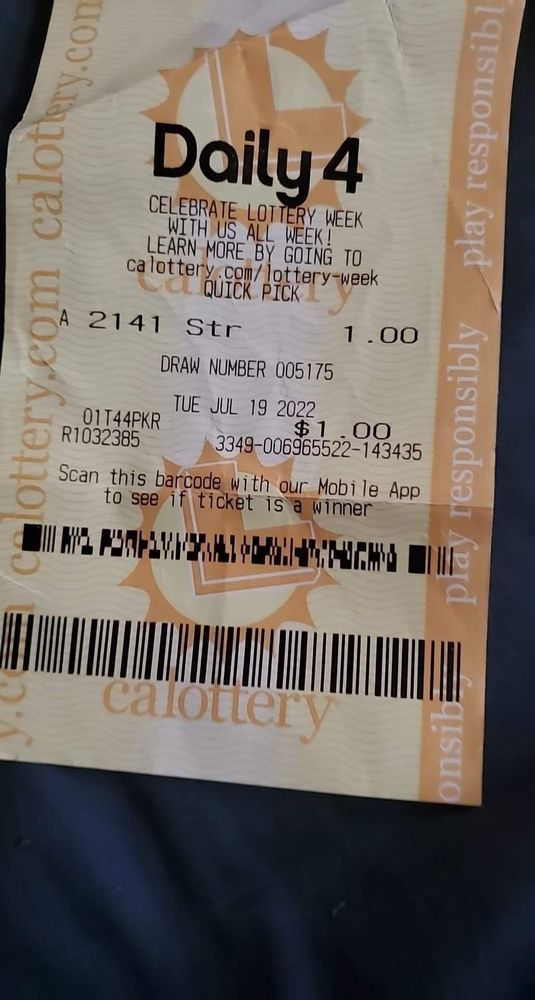 Daily 4
CELEBRATE LOTTERY WEEK
WITH US ALL WEEK!
LEARN MORE BY GOING TO
calottery.com/lottery-week
QUICK PICK
A 2141 Str 1.00
DRAW NUMBER 005175
TUE JUL 19 2022
01T44PKR $1.00
R1032385 3349-006965522-143435
Scan this barcode with our Mobile App
to see if ticket is a winner
calottery
calottery
calottery.com calottery.com calottery.com
play responsibly play responsibly